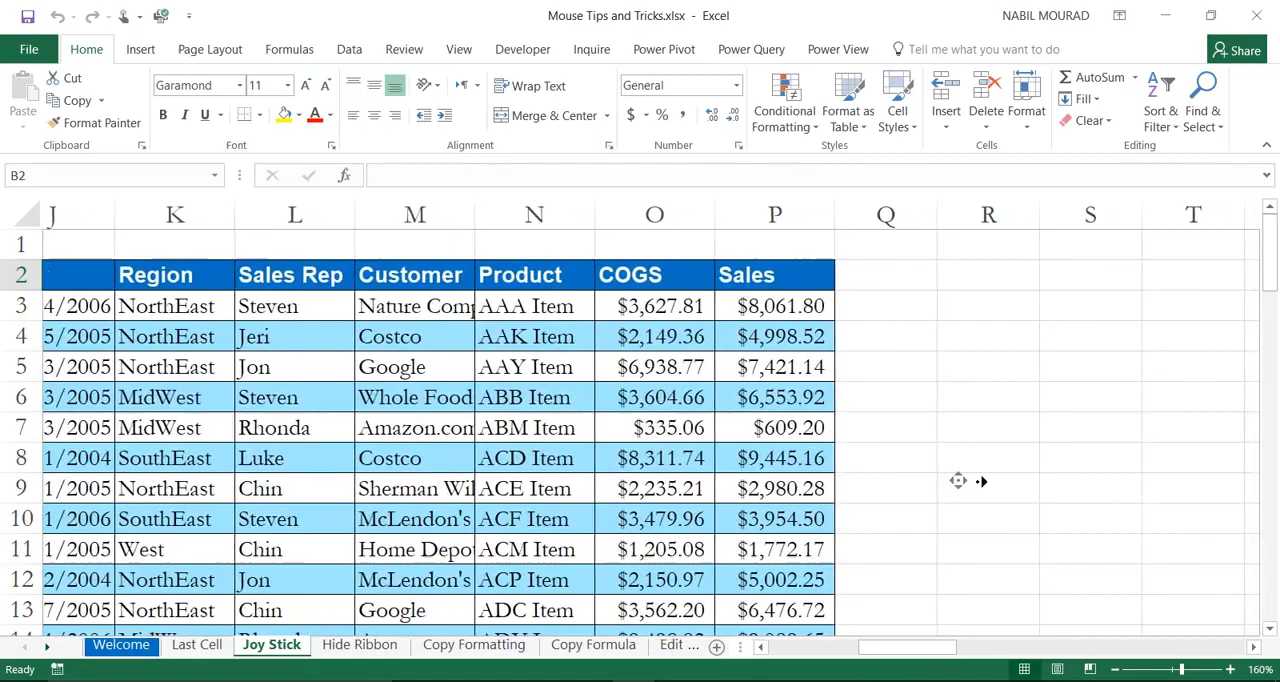 Mouse Tips and Tricks.xlsx - Excel
NABIL MOURAD
File Home Insert Page Layout Formulas Data Review View Developer Inquire Power Pivot Power Query Power View Tell me what you want to do Share
Paste
Cut
Copy
Format Painter
Clipboard
Garamond 11
B I U
Font
Wrap Text
Merge & Center
Alignment
General
$ % ,
Number
Conditional Formatting
Format as Table
Cell Styles
Styles
Insert Delete Format
Cells
AutoSum
Fill
Clear
Sort & Filter
Find & Select
Editing
B2 fx
J K L M N O P Q R S T
1
2 Region Sales Rep Customer Product COGS Sales
3 4/2006 NorthEast Steven Nature Com AAA Item $3,627.81 $8,061.80
4 5/2005 NorthEast Jeri Costco AAK Item $2,149.36 $4,998.52
5 3/2005 NorthEast Jon Google AAY Item $6,938.77 $7,421.14
6 3/2005 MidWest Steven Whole Food ABB Item $3,604.66 $6,553.92
7 3/2005 MidWest Rhonda Amazon.com ABM Item $335.06 $609.20
8 1/2004 SouthEast Luke Costco ACD Item $8,311.74 $9,445.16
9 1/2005 NorthEast Chin Sherman Wil ACE Item $2,235.21 $2,980.28
10 1/2006 SouthEast Steven McLendon's ACF Item $3,479.96 $3,954.50
11 1/2005 West Chin Home Depo ACM Item $1,205.08 $1,772.17
12 2/2004 NorthEast Jon McLendon's ACP Item $2,150.97 $5,002.25
13 7/2005 NorthEast Chin Google ADC Item $3,562.20 $6,476.72
Welcome Last Cell Joy Stick Hide Ribbon Copy Formatting Copy Formula Edit ...
Ready 160%